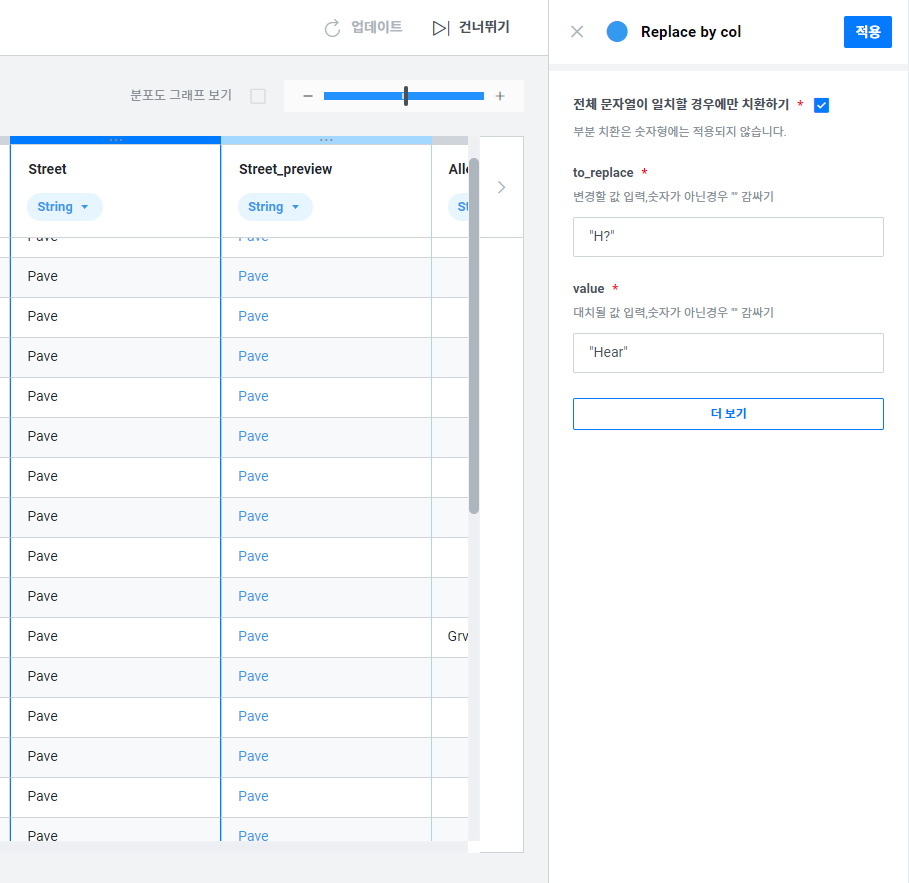 업데이트
건너뛰기
Replace by col
적용
분포도 그래프 보기
− +
전체 문자열이 일치할 경우에만 치환하기 *
부분 치환은 숫자형에는 적용되지 않습니다.
to_replace *
변경할 값 입력,숫자가 아닌경우 "" 감싸기
"H?"
value *
대치될 값 입력,숫자가 아닌경우 "" 감싸기
"Hear"
더 보기
Street Street_preview
String String
Pave Pave
Pave Pave
Pave Pave
Pave Pave
Pave Pave
Pave Pave
Pave Pave
Pave Pave
Pave Pave
Pave Pave
Pave Pave Grv
Pave Pave
Pave Pave
Pave Pave
Pave Pave
Pave Pave